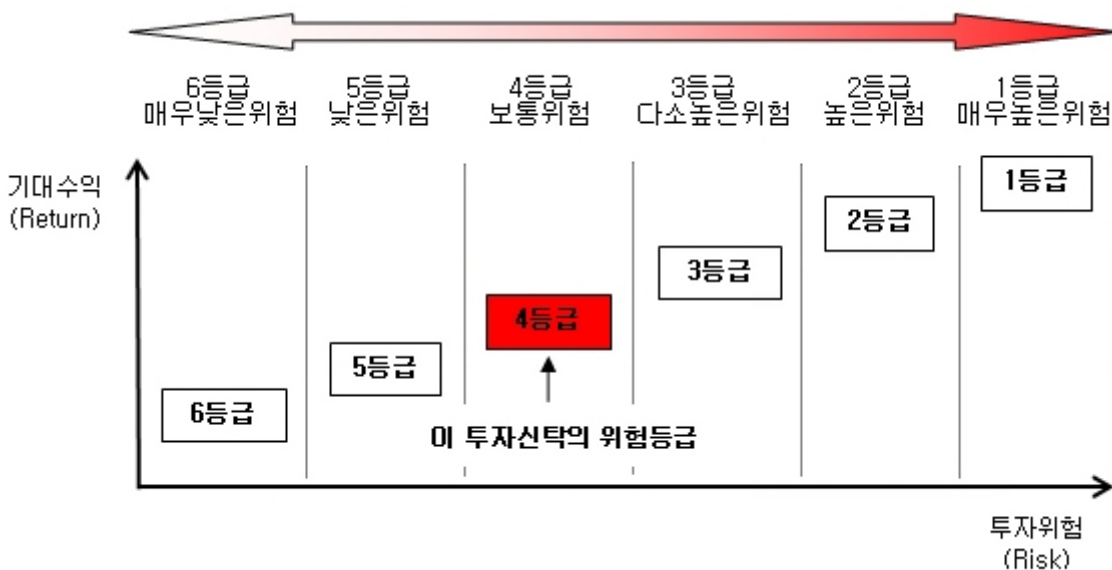 6등급 5등급 4등급 3등급 2등급 1등급
매우낮은위험 낮은위험 보통위험 다소높은위험 높은위험 매우높은위험
기대수익
(Return)
1등급
2등급
3등급
4등급
5등급
6등급
이 투자신탁의 위험등급
투자위험
(Risk)